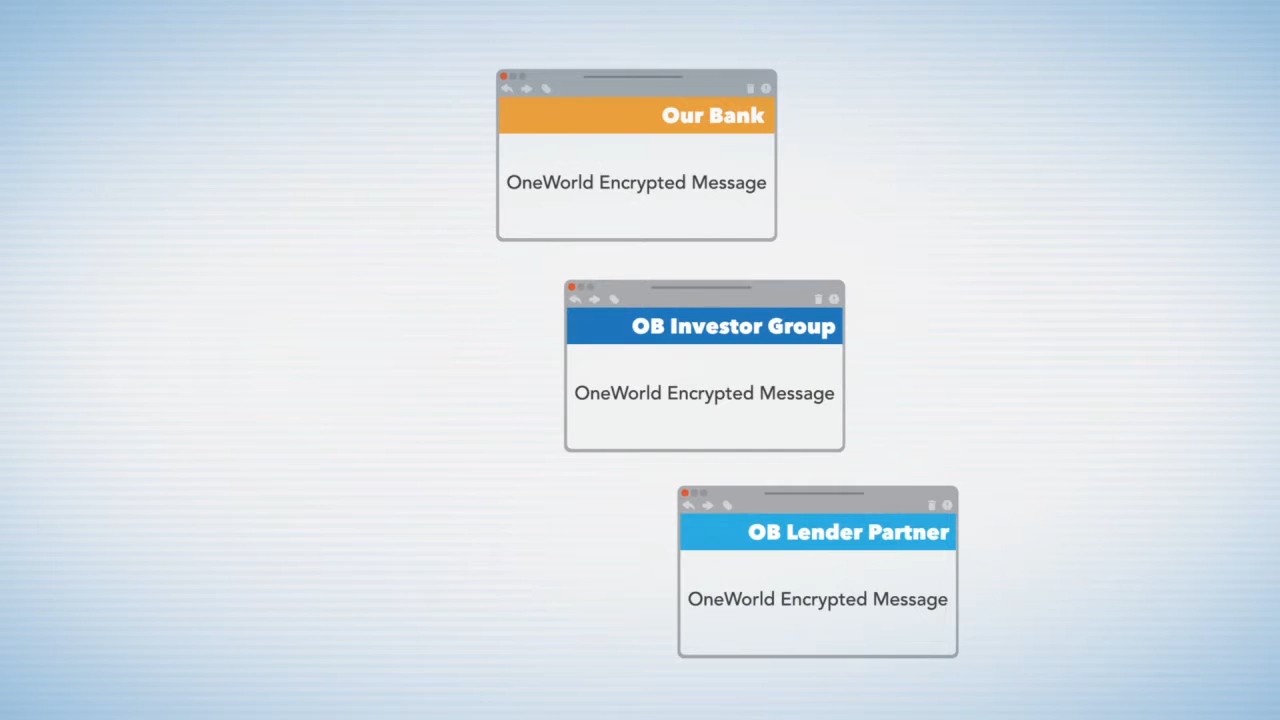 Our Bank
OneWorld Encrypted Message
OB Investor Group
OneWorld Encrypted Message
OB Lender Partner
OneWorld Encrypted Message